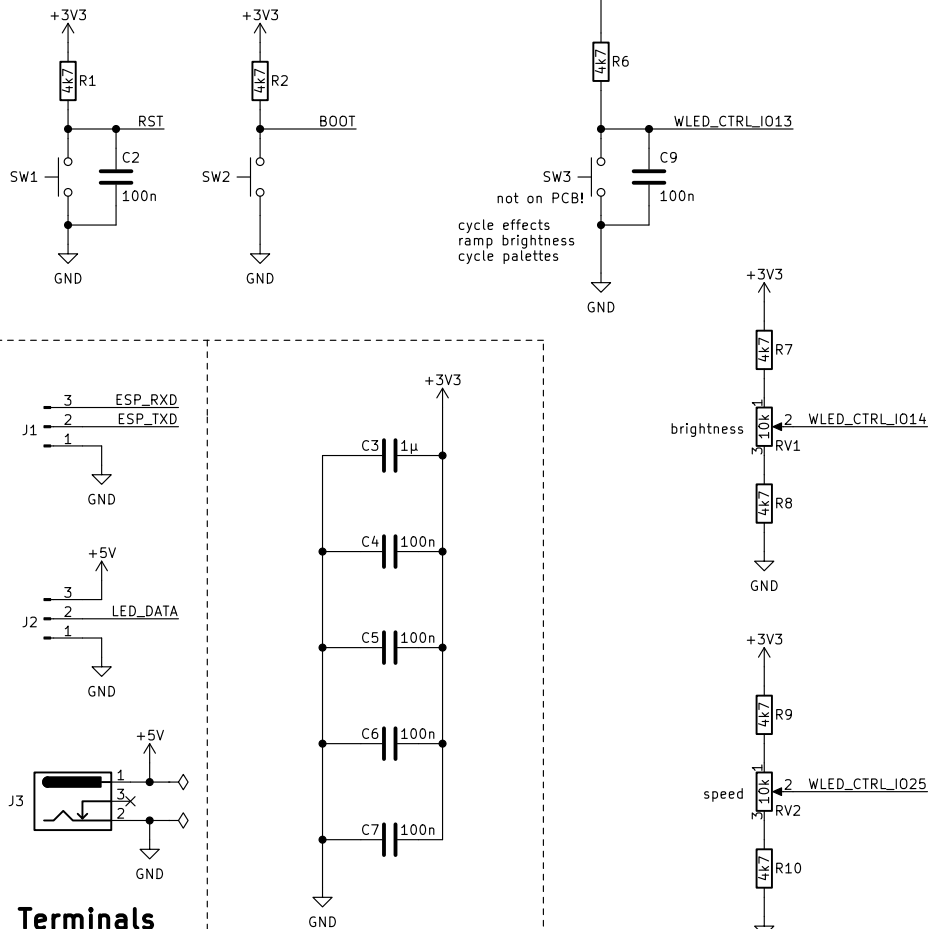 +3V3
4k7
R1
RST
SW1
C2
100n
GND
+3V3
4k7
R2
BOOT
SW2
GND
4k7
R6
WLED_CTRL_IO13
SW3
not on PCB!
C9
100n
cycle effects
ramp brightness
cycle palettes
GND
J1
3
ESP_RXD
2
ESP_TXD
1
GND
+5V
J2
3
2
LED_DATA
1
GND
+5V
J3
1
3
2
GND
Terminals
+3V3
C3
1µ
C4
100n
C5
100n
C6
100n
C7
100n
GND
+3V3
4k7
R7
brightness
1
10k
2
WLED_CTRL_IO14
3
RV1
4k7
R8
GND
+3V3
4k7
R9
speed
1
10k
2
WLED_CTRL_IO25
3
RV2
4k7
R10